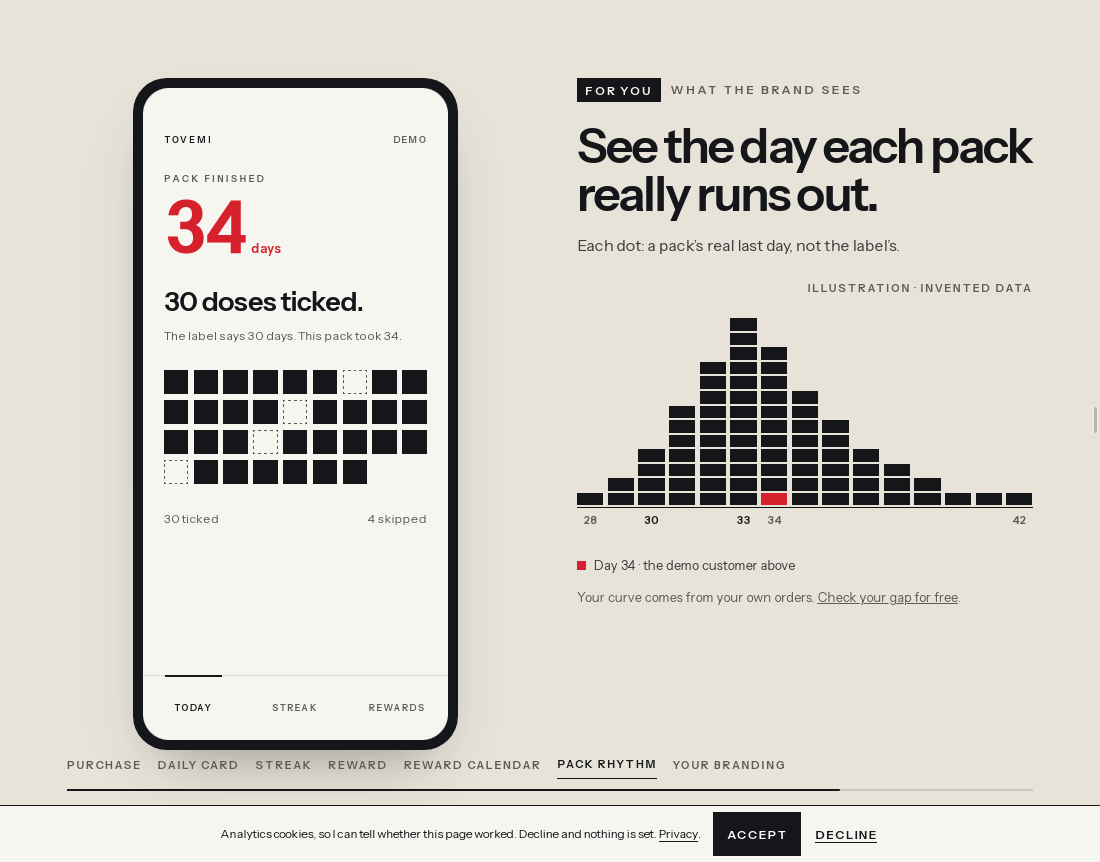 TOVEMI
DEMO
PACK FINISHED
34 days
30 doses ticked.
The label says 30 days. This pack took 34.
30 ticked
4 skipped
TODAY
STREAK
REWARDS
FOR YOU
WHAT THE BRAND SEES
See the day each pack
really runs out.
Each dot: a pack's real last day, not the label's.
ILLUSTRATION · INVENTED DATA
28 30 33 34 42
Day 34 · the demo customer above
Your curve comes from your own orders. Check your gap for free.
PURCHASE DAILY CARD STREAK REWARD REWARD CALENDAR PACK RHYTHM YOUR BRANDING
Analytics cookies, so I can tell whether this page worked. Decline and nothing is set. Privacy.
ACCEPT
DECLINE